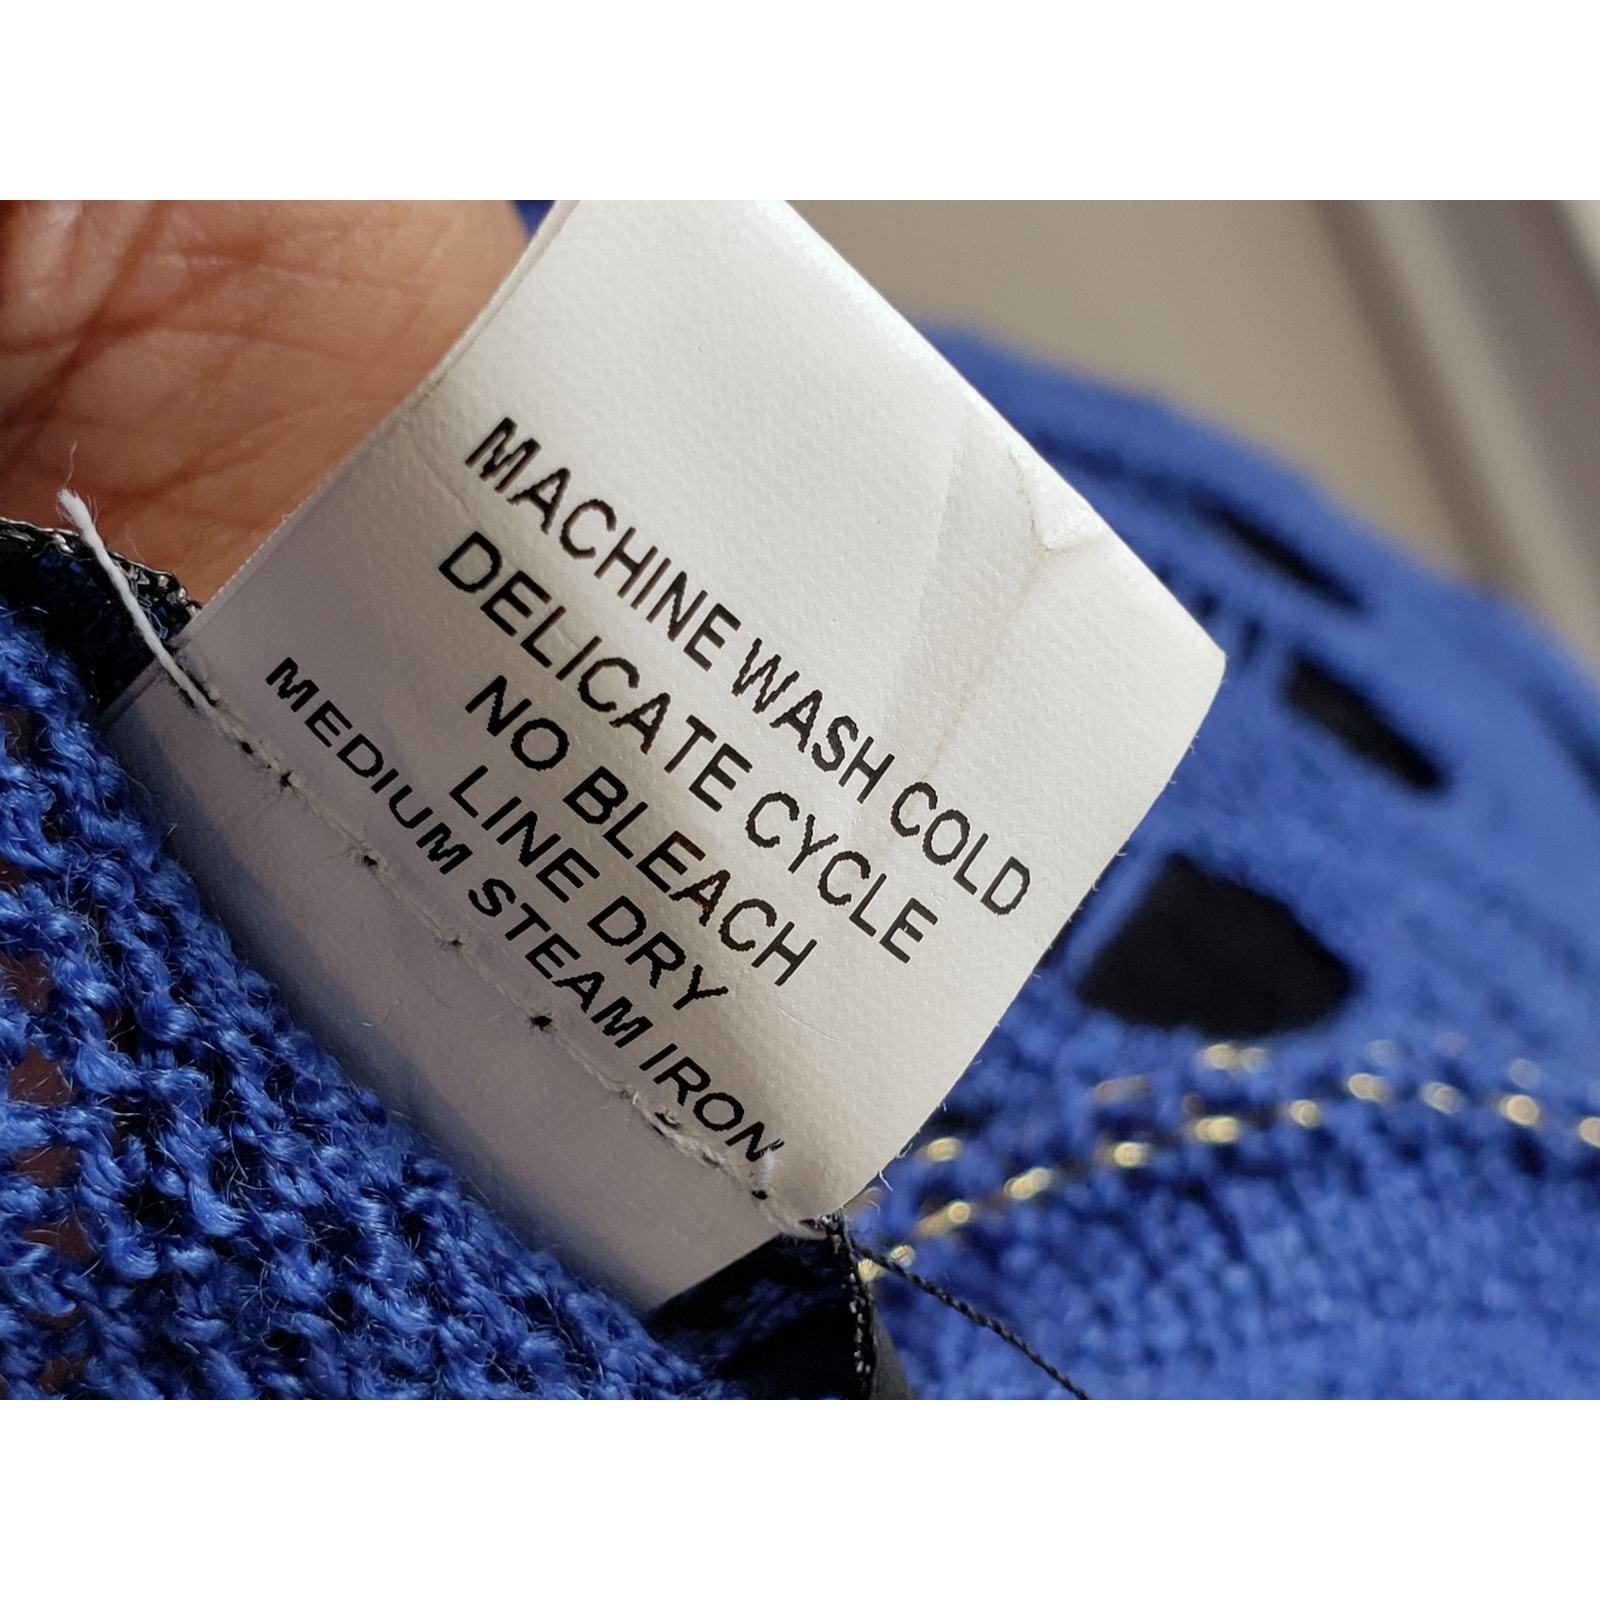 MACHINE WASH COLD
DELICATE CYCLE
NO BLEACH
LINE DRY
MEDIUM STEAM IRON